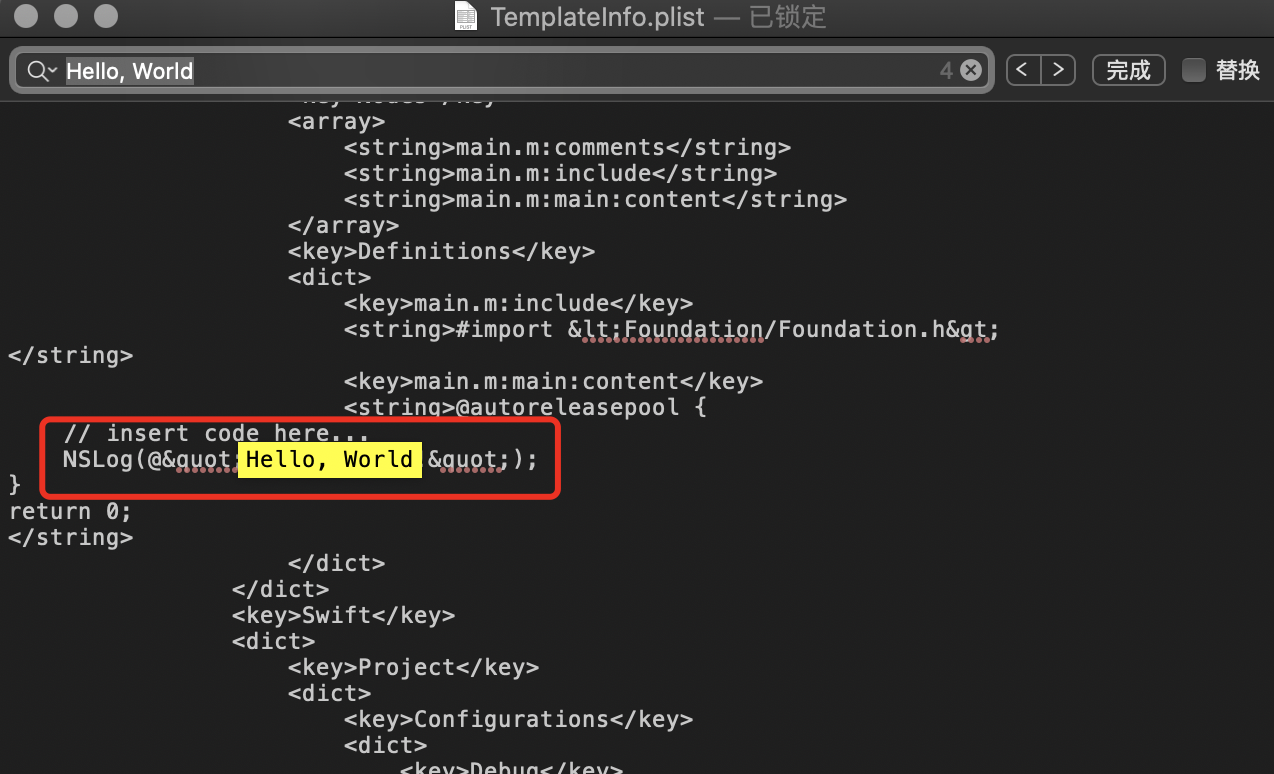 TemplateInfo.plist — 已锁定
Hello, World 4 < > 完成 替换
<array>
<string>main.m:comments</string>
<string>main.m:include</string>
<string>main.m:main:content</string>
</array>
<key>Definitions</key>
<dict>
<key>main.m:include</key>
<string>#import &lt;Foundation/Foundation.h&gt;
</string>
<key>main.m:main:content</key>
<string>@autoreleasepool {
// insert code here...
NSLog(@&quot;Hello, World!&quot;);
}
return 0;
</string>
</dict>
</dict>
<key>Swift</key>
<dict>
<key>Project</key>
<dict>
<key>Configurations</key>
<dict>
<key>Debug</key>